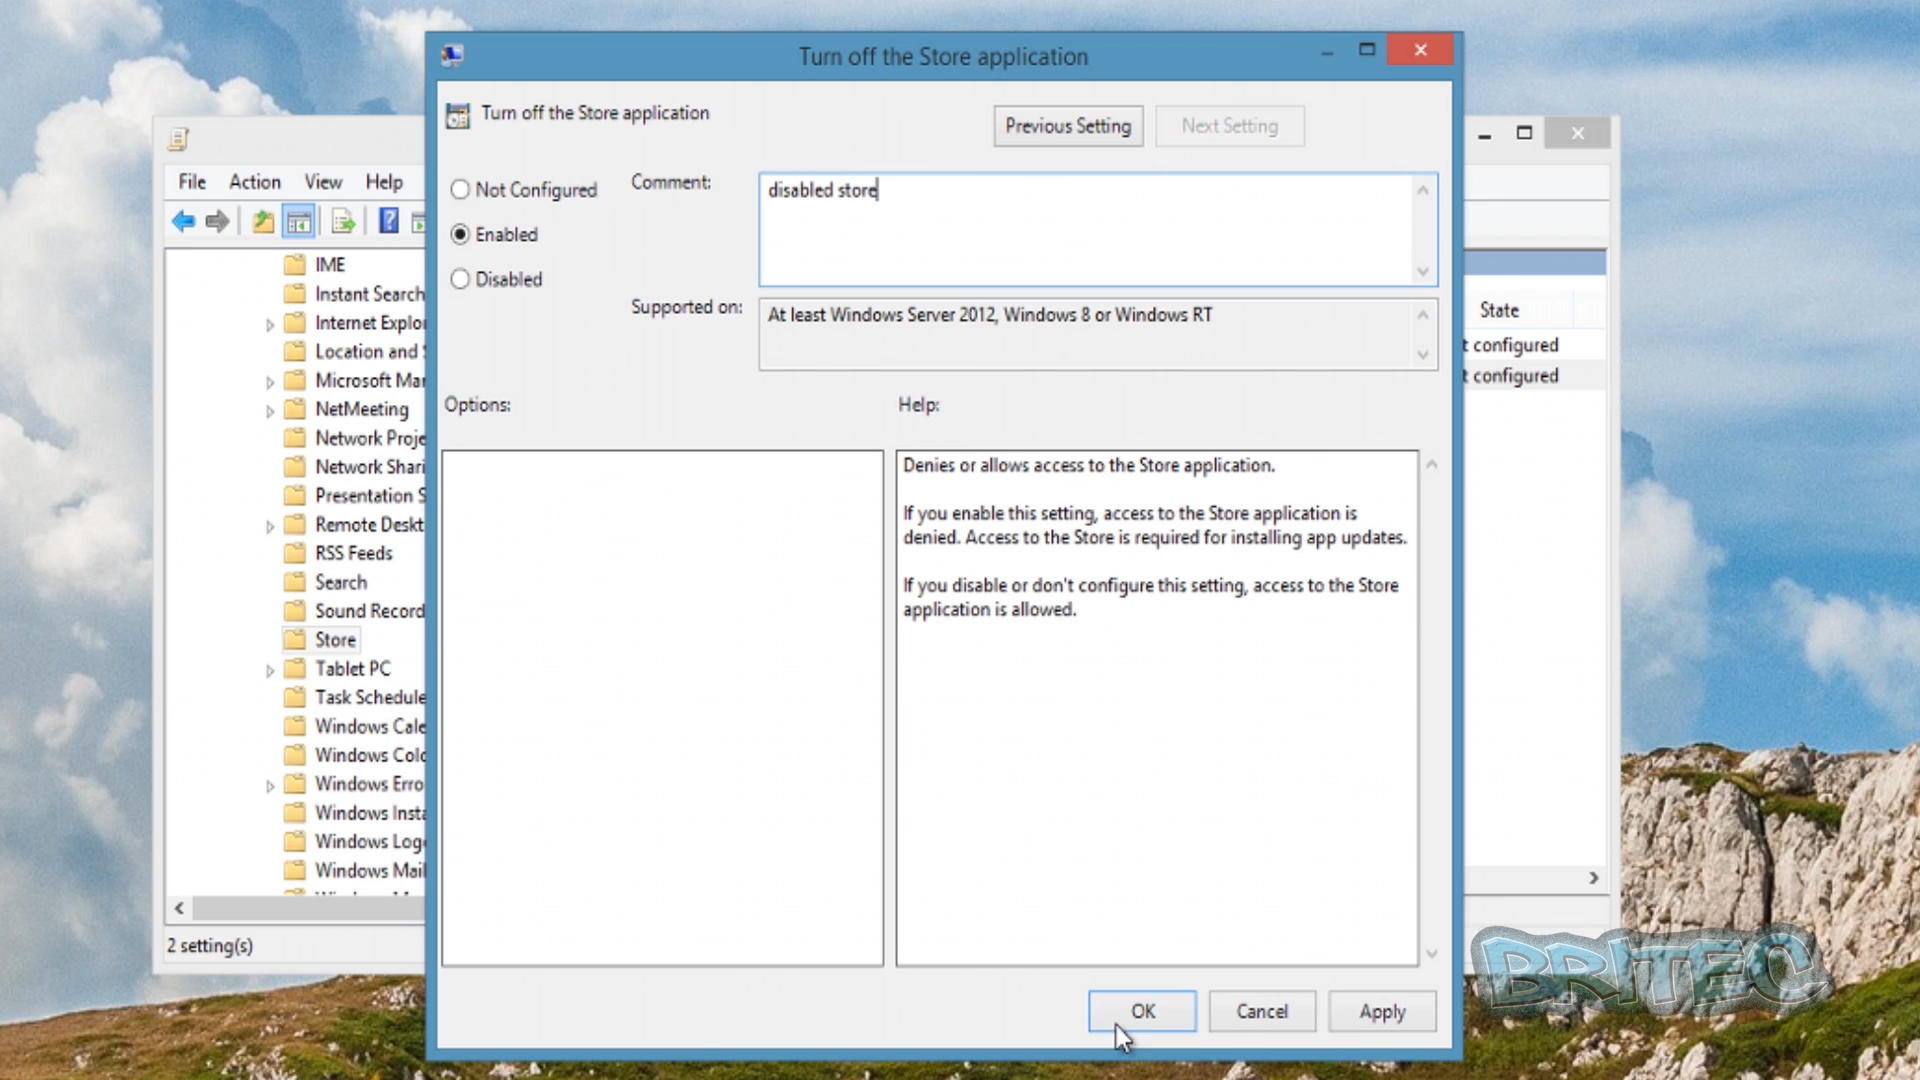 Turn off the Store application
Turn off the Store application
Previous Setting
Next Setting
Not Configured
Enabled
Disabled
Comment:
disabled store
Supported on:
At least Windows Server 2012, Windows 8 or Windows RT
Options:
Help:
Denies or allows access to the Store application.
If you enable this setting, access to the Store application is
denied. Access to the Store is required for installing app updates.
If you disable or don't configure this setting, access to the Store
application is allowed.
OK
Cancel
Apply
File
Action
View
Help
IME
Instant Search
Internet Explo
Location and
Microsoft Ma
NetMeeting
Network Proje
Network Shari
Presentation S
Remote Deskt
RSS Feeds
Search
Sound Record
Store
Tablet PC
Task Schedule
Windows Cale
Windows Colo
Windows Erro
Windows Insta
Windows Log
Windows Mail
2 setting(s)
State
t configured
t configured
BRITEC